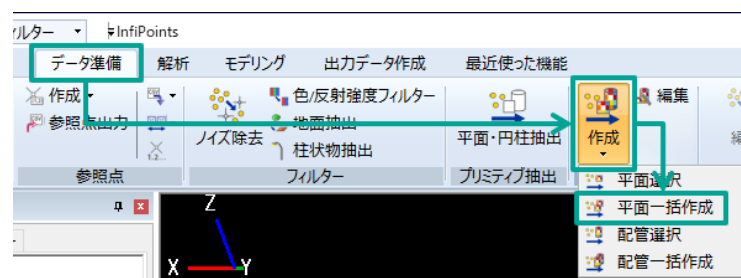 ィルター InfiPoints
データ準備 解析 モデリング 出力データ作成 最近使った機能
作成 色/反射強度フィルター 編集
参照点出力 ノイズ除去 地面抽出 平面・円柱抽出 作成
柱状物抽出
参照点 フィルター プリミティブ抽出
平面選択
平面一括作成
配管選択
配管一括作成
Z
X Y